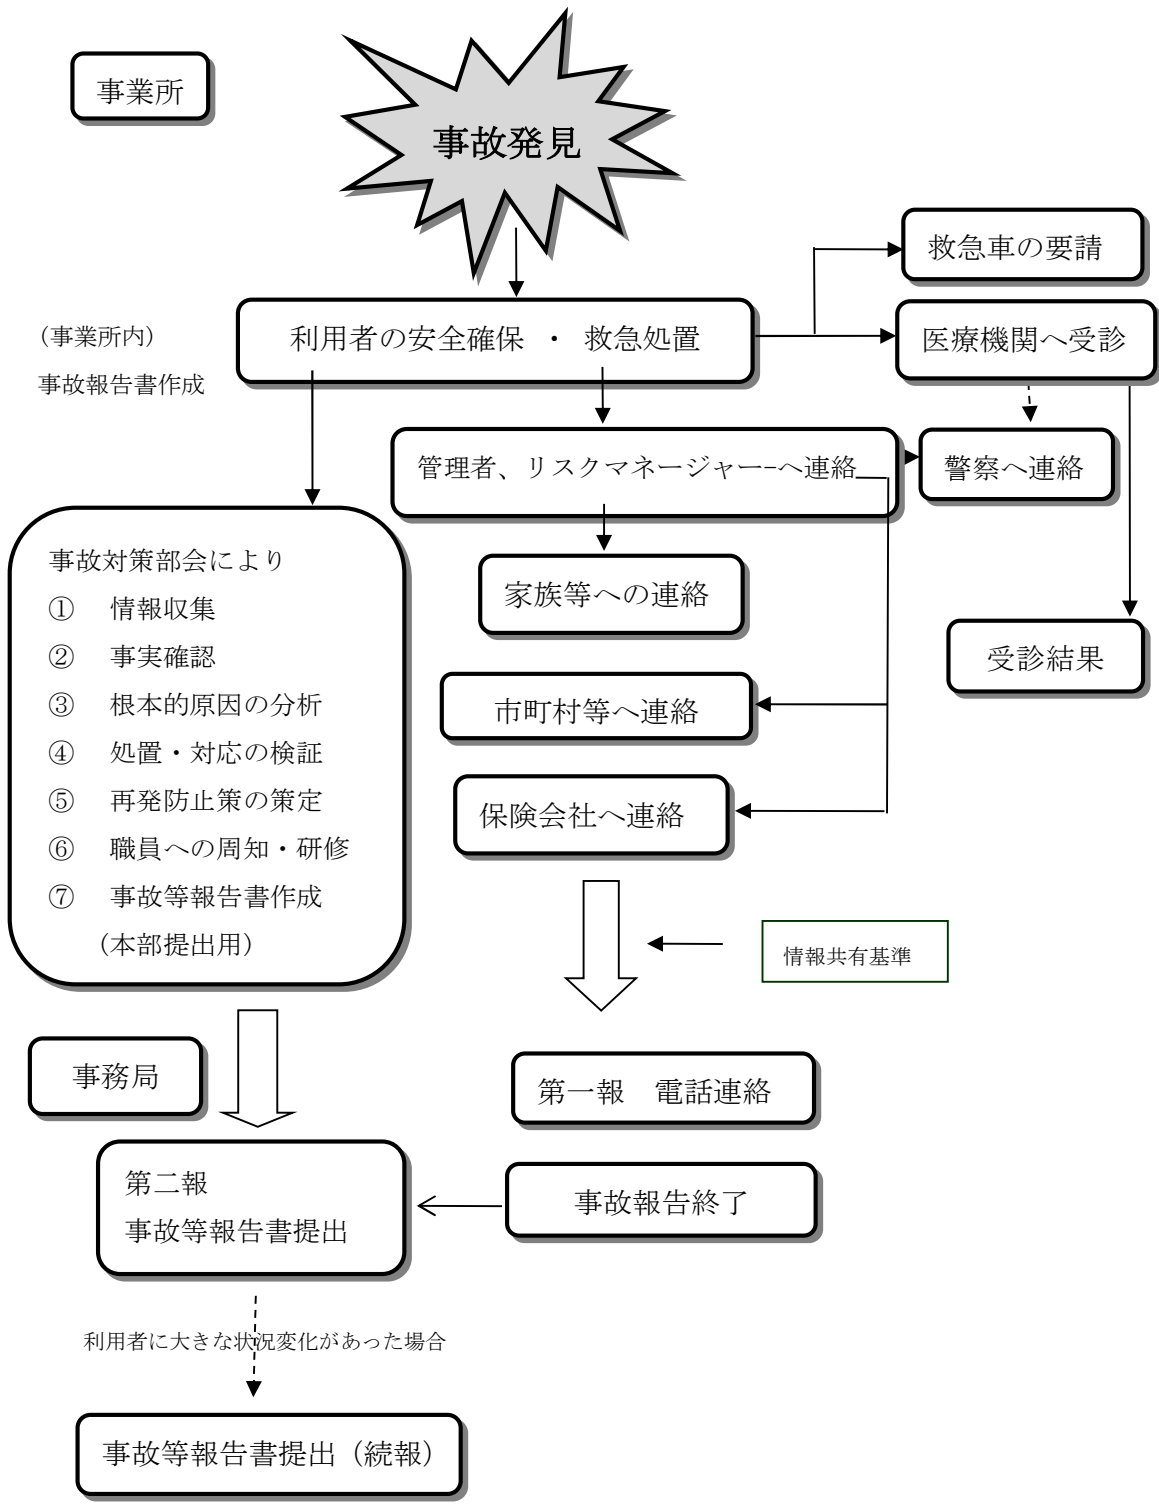 事業所
事故発見
救急車の要請
利用者の安全確保 ・ 救急処置
医療機関へ受診
（事業所内）
事故報告書作成
管理者、リスクマネージャー-へ連絡
警察へ連絡
事故対策部会により
① 情報収集
② 事実確認
③ 根本的原因の分析
④ 処置・対応の検証
⑤ 再発防止策の策定
⑥ 職員への周知・研修
⑦ 事故等報告書作成
（本部提出用）
家族等への連絡
受診結果
市町村等へ連絡
保険会社へ連絡
情報共有基準
事務局
第一報 電話連絡
第二報
事故等報告書提出
事故報告終了
利用者に大きな状況変化があった場合
事故等報告書提出（続報）